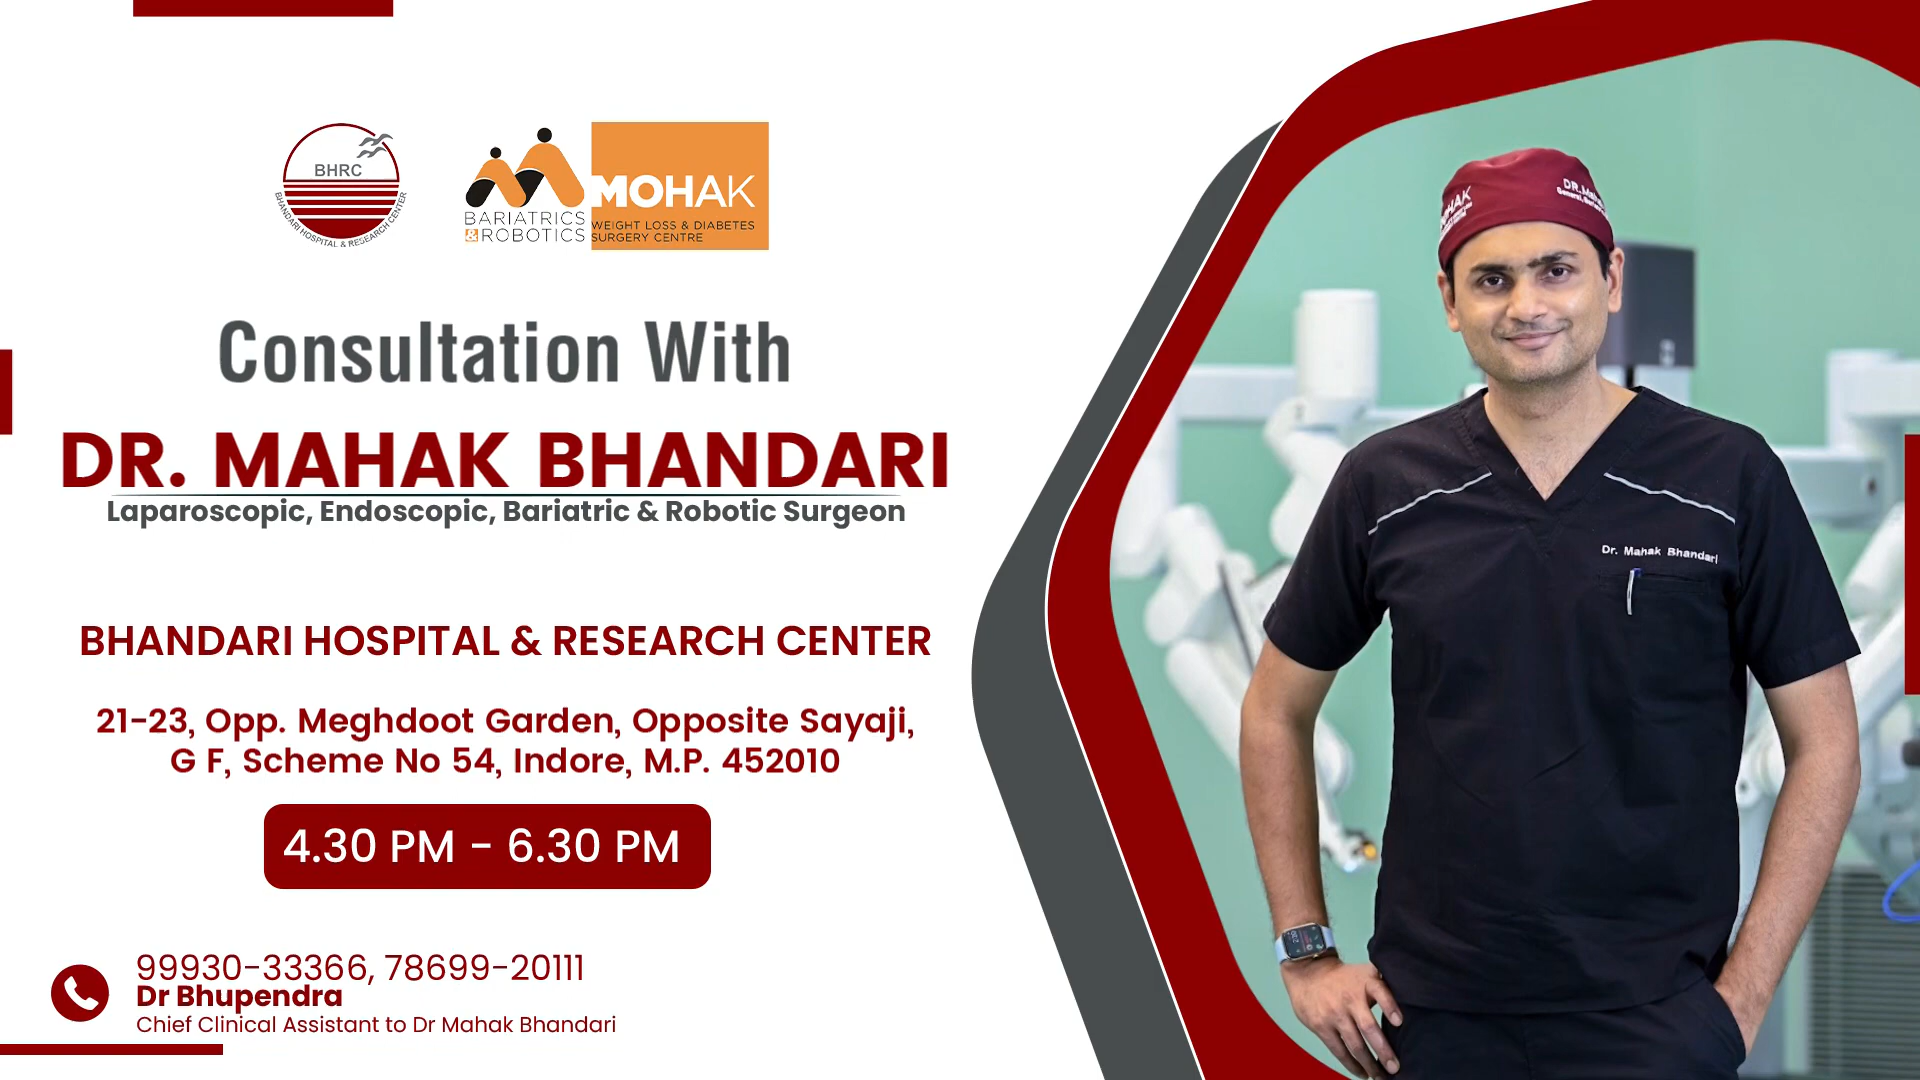 BHRC
BHANDARI HOSPITAL & RESEARCH CENTER
BARIATRICS
& ROBOTICS
MOHAK
WEIGHT LOSS & DIABETES
SURGERY CENTRE
Consultation With
DR. MAHAK BHANDARI
Laparoscopic, Endoscopic, Bariatric & Robotic Surgeon
BHANDARI HOSPITAL & RESEARCH CENTER
21-23, Opp. Meghdoot Garden, Opposite Sayaji,
G F, Scheme No 54, Indore, M.P. 452010
4.30 PM - 6.30 PM
99930-33366, 78699-20111
Dr Bhupendra
Chief Clinical Assistant to Dr Mahak Bhandari
Dr. Mahak Bhandari